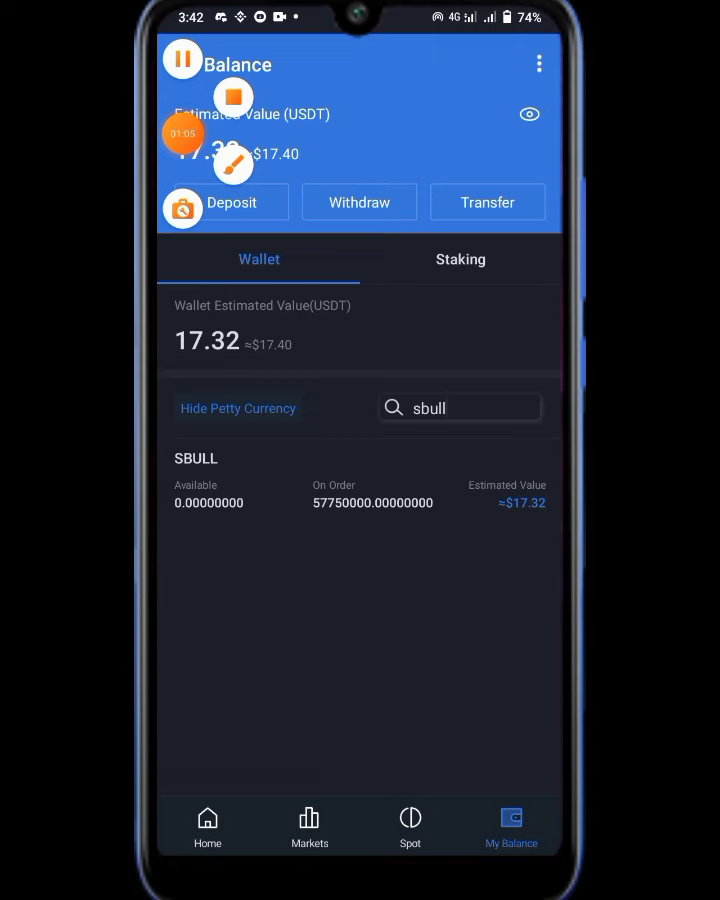 3:42 4G 74%
Balance
Estimated Value (USDT)
01:05
17.32 ≈$17.40
Deposit Withdraw Transfer
Wallet Staking
Wallet Estimated Value(USDT)
17.32 ≈$17.40
Hide Petty Currency sbull
SBULL
Available On Order Estimated Value
0.00000000 57750000.00000000 ≈$17.32
Home Markets Spot My Balance